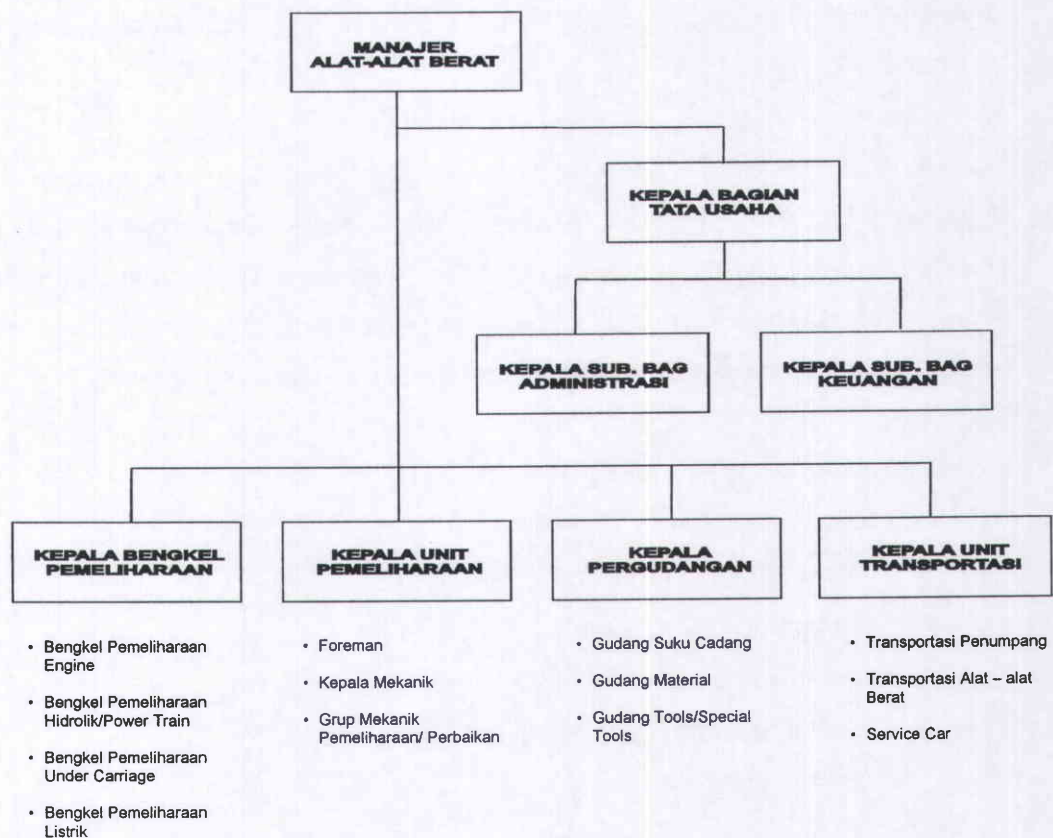 MANAJER
ALAT-ALAT BERAT
KEPALA BAGIAN
TATA USAHA
KEPALA SUB. BAG
ADMINISTRASI
KEPALA SUB. BAG
KEUANGAN
KEPALA BENGKEL
PEMELIHARAAN
KEPALA UNIT
PEMELIHARAAN
KEPALA
PERGUDANGAN
KEPALA UNIT
TRANSPORTASI
• Bengkel Pemeliharaan
Engine
• Bengkel Pemeliharaan
Hidrolik/Power Train
• Bengkel Pemeliharaan
Under Carriage
• Bengkel Pemeliharaan
Listrik
• Foreman
• Kepala Mekanik
• Grup Mekanik
Pemeliharaan/ Perbaikan
• Gudang Suku Cadang
• Gudang Material
• Gudang Tools/Special
Tools
• Transportasi Penumpang
• Transportasi Alat – alat
Berat
• Service Car